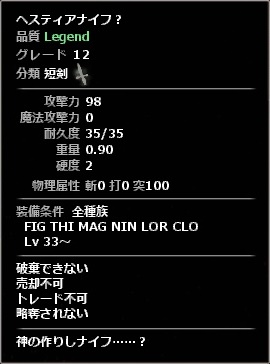 ヘスティアナイフ？
品質 Legend
グレード 12
分類 短剣
攻撃力 98
魔法攻撃力 0
耐久度 35/35
重量 0.90
硬度 2
物理属性 斬0 打0 突100
装備条件 全種族
FIG THI MAG NIN LOR CLO
Lv 33～
破棄できない
売却不可
トレード不可
略奪されない
神の作りしナイフ……？